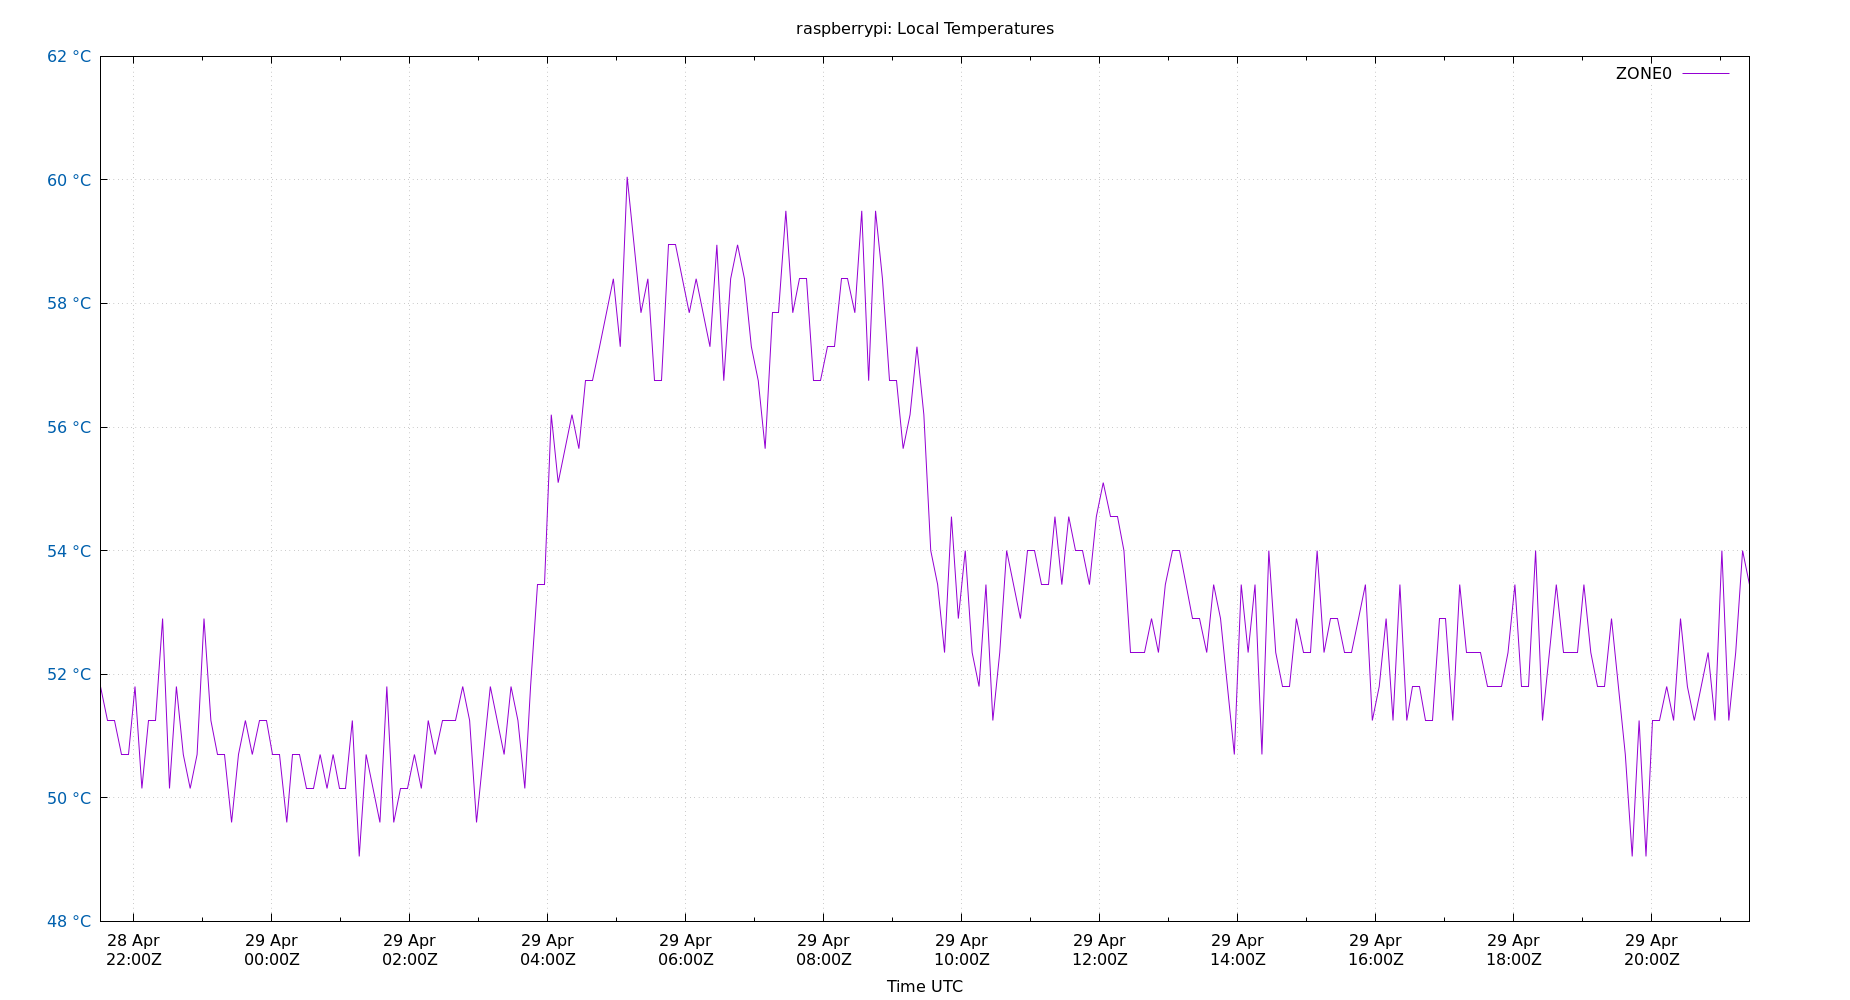 raspberrypi: Local Temperatures
ZONE0
62 °C
60 °C
58 °C
56 °C
54 °C
52 °C
50 °C
48 °C
28 Apr
22:00Z
29 Apr
00:00Z
29 Apr
02:00Z
29 Apr
04:00Z
29 Apr
06:00Z
29 Apr
08:00Z
29 Apr
10:00Z
29 Apr
12:00Z
29 Apr
14:00Z
29 Apr
16:00Z
29 Apr
18:00Z
29 Apr
20:00Z
Time UTC